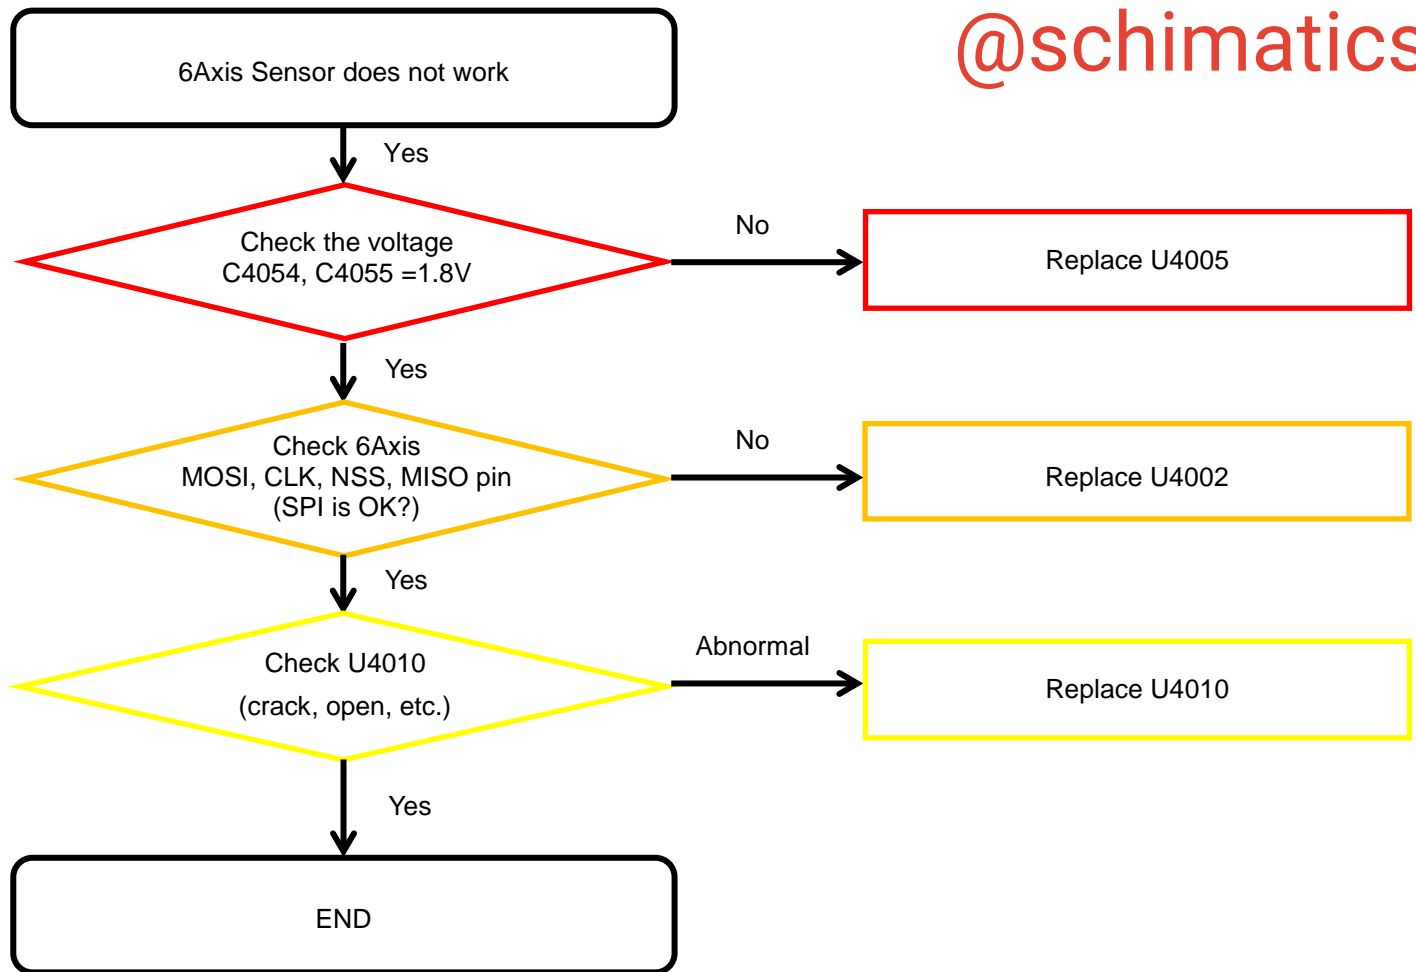 @schimatics
6Axis Sensor does not work
Yes
Check the voltage
C4054, C4055 =1.8V
No
Replace U4005
Yes
Check 6Axis
MOSI, CLK, NSS, MISO pin
(SPI is OK?)
No
Replace U4002
Yes
Check U4010
(crack, open, etc.)
Abnormal
Replace U4010
Yes
END